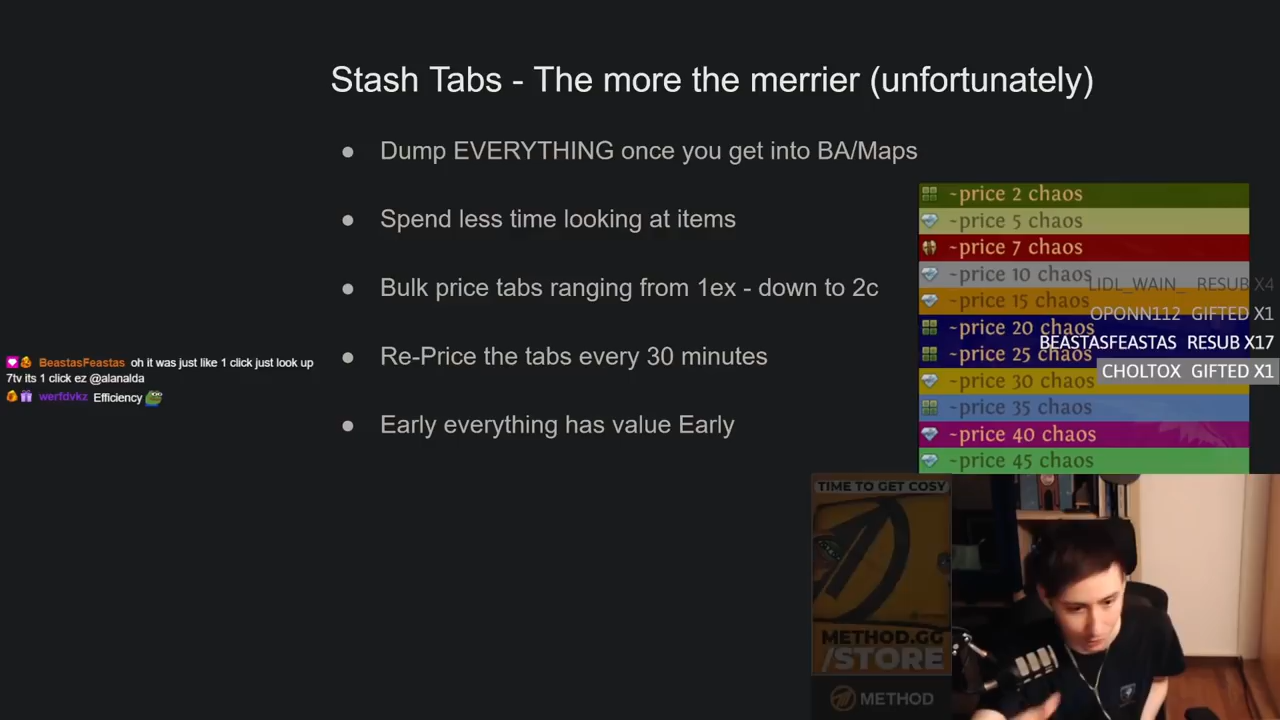 Stash Tabs - The more the merrier (unfortunately)
● Dump EVERYTHING once you get into BA/Maps
● Spend less time looking at items
● Bulk price tabs ranging from 1ex - down to 2c
● Re-Price the tabs every 30 minutes
● Early everything has value Early
~price 2 chaos
~price 5 chaos
~price 7 chaos
~price 10 chaos
~price 15 chaos
~price 20 chaos
~price 25 chaos
~price 30 chaos
~price 35 chaos
~price 40 chaos
~price 45 chaos
LIDL_WAIN_ RESUB X4
OPONN112 GIFTED X1
BEASTASFEASTAS RESUB X17
CHOLTOX GIFTED X1
BeastasFeastas oh it was just like 1 click just look up
7tv its 1 click ez @alanalda
werfdvkz Efficiency
TIME TO GET COSY
METHOD.GG
/STORE
METHOD